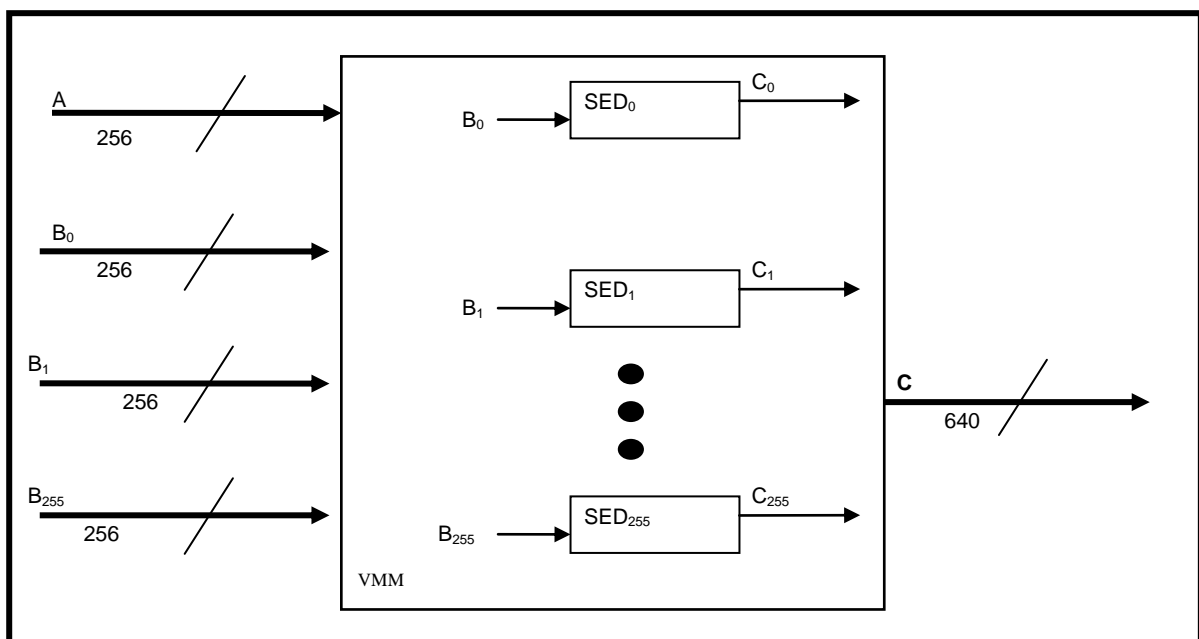 A
256
B₀
256
B₁
256
B₂₅₅
256
B₀
SED₀
C₀
B₁
SED₁
C₁
B₂₅₅
SED₂₅₅
C₂₅₅
VMM
C
640